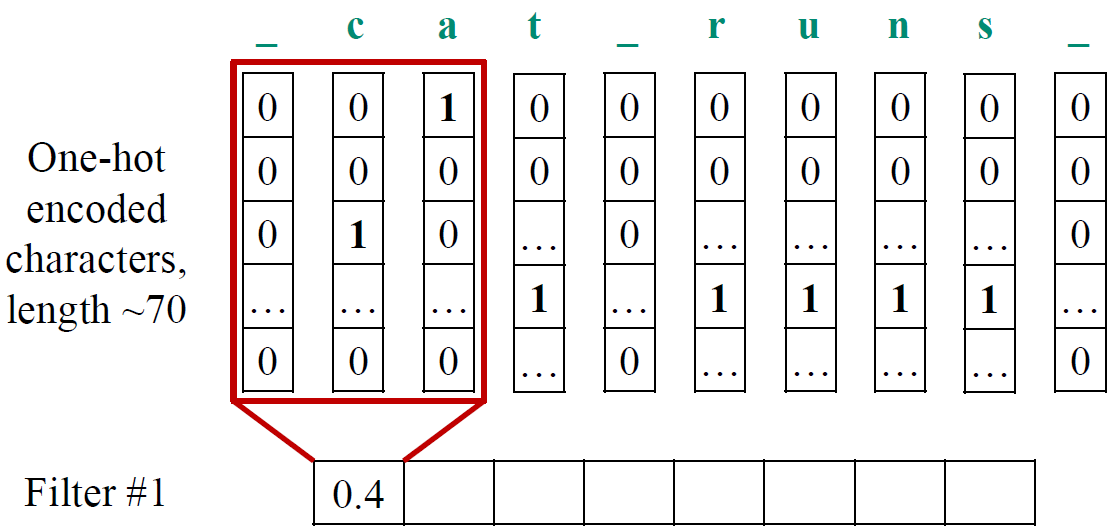 _ c a t _ r u n s _
0 0 1 0 0 0 0 0 0 0
One-hot
0 0 0 0 0 0 0 0 0 0
encoded
0 1 0 … 0 … … … … 0
characters,
… … … 1 … 1 1 1 1 …
length ~70
0 0 0 … 0 … … … … 0
Filter #1 0.4